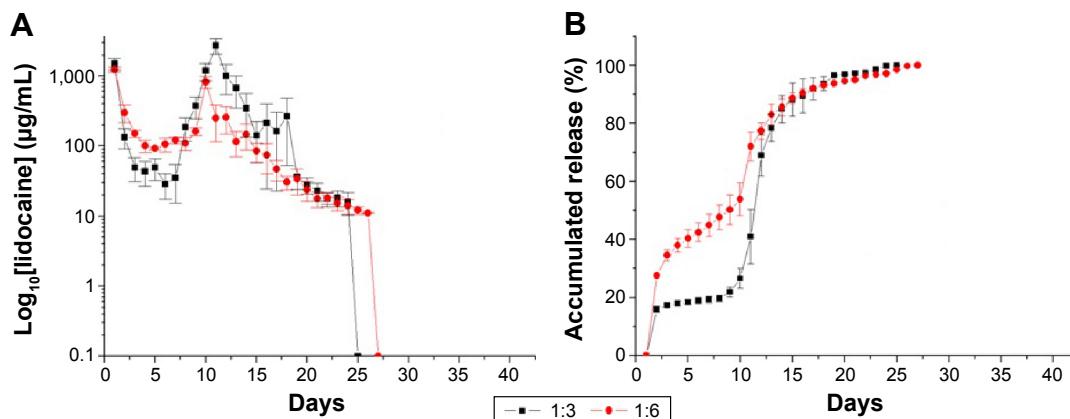 A
Log10[lidocaine] (µg/mL)
1,000
100
10
1
0.1
0 5 10 15 20 25 30 35 40
Days
B
Accumulated release (%)
100
80
60
40
20
0
0 5 10 15 20 25 30 35 40
Days
1:3 1:6